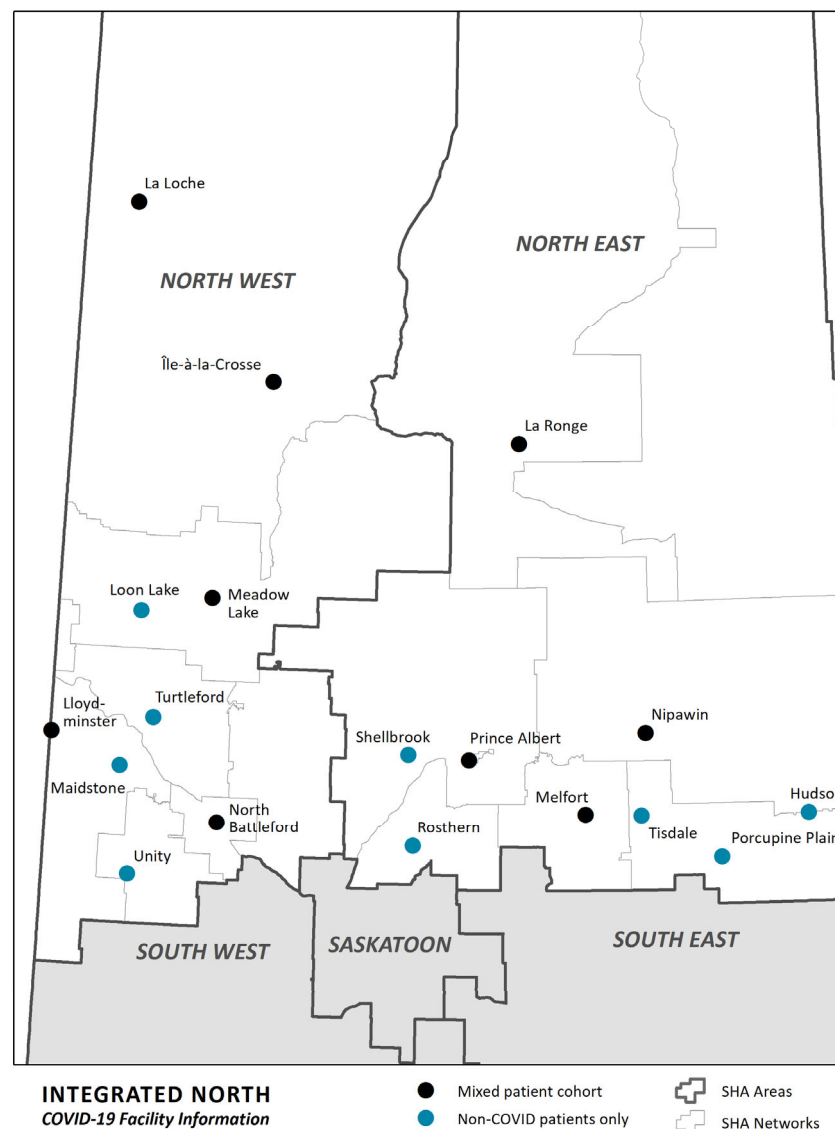 La Loche
NORTH EAST
NORTH WEST
Île-à-la-Crosse
La Ronge
Loon Lake
Meadow
Lake
Turtleford
Lloyd-
minster
Nipawin
Shellbrook
Prince Albert
Maidstone
Hudso
Melfort
North
Battleford
Rosthern
Tisdale
Porcupine Plain
Unity
SOUTH WEST
SASKATOON
SOUTH EAST
INTEGRATED NORTH
COVID-19 Facility Information
Mixed patient cohort
Non-COVID patients only
SHA Areas
SHA Networks